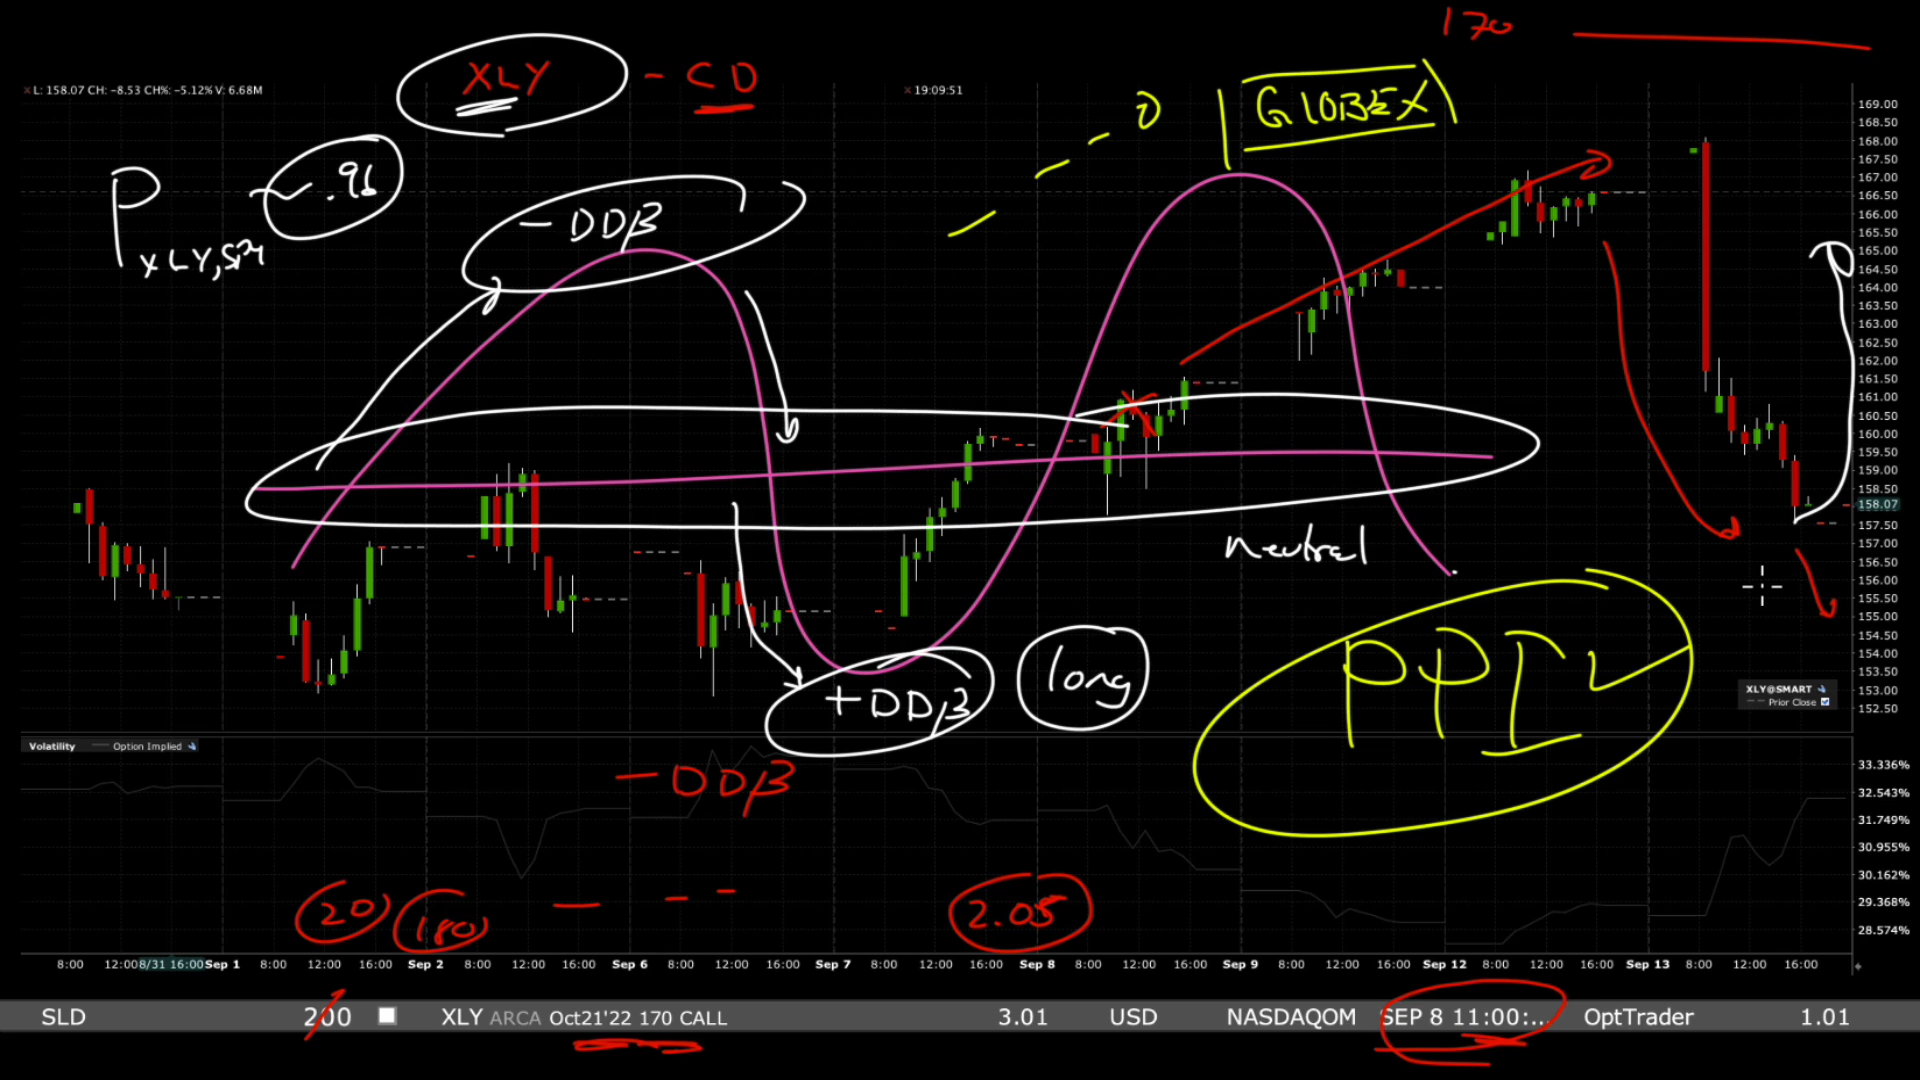 170
XLY - CD
GLOBEX
L: 158.07 CH: −8.53 CH%: −5.12% V: 6.68M
19:09:51
169.00
168.50
168.00
167.50
167.00
166.50
166.00
165.50
165.00
164.50
164.00
163.50
163.00
162.50
162.00
161.50
161.00
160.50
160.00
159.50
159.00
158.50
158.07
157.50
157.00
156.50
156.00
155.50
155.00
154.50
154.00
153.50
153.00
152.50
.96
XLY,SPY
- DDβ
neutral
long
+DDβ
PPI
XLY@SMART
Prior Close
Volatility Option Implied
- DDβ
33.336%
32.543%
31.749%
30.955%
30.162%
29.368%
28.574%
20 180 2.05
8:00 12:00 8/31 16:00 Sep 1 8:00 12:00 16:00 Sep 2 8:00 12:00 16:00 Sep 6 8:00 12:00 16:00 Sep 7 8:00 12:00 16:00 Sep 8 8:00 12:00 16:00 Sep 9 8:00 12:00 16:00 Sep 12 8:00 12:00 16:00 Sep 13 8:00 12:00 16:00
SLD 200 XLY ARCA Oct21'22 170 CALL 3.01 USD NASDAQOM SEP 8 11:00:... OptTrader 1.01